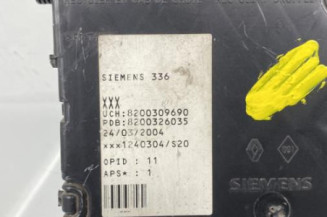 SIEMENS 336
XXX
UCH:8200309690
PDB:8200326035
24/03/2004
xxx1240304/S20
OPID : 11
APS* : 1
SIEMENS